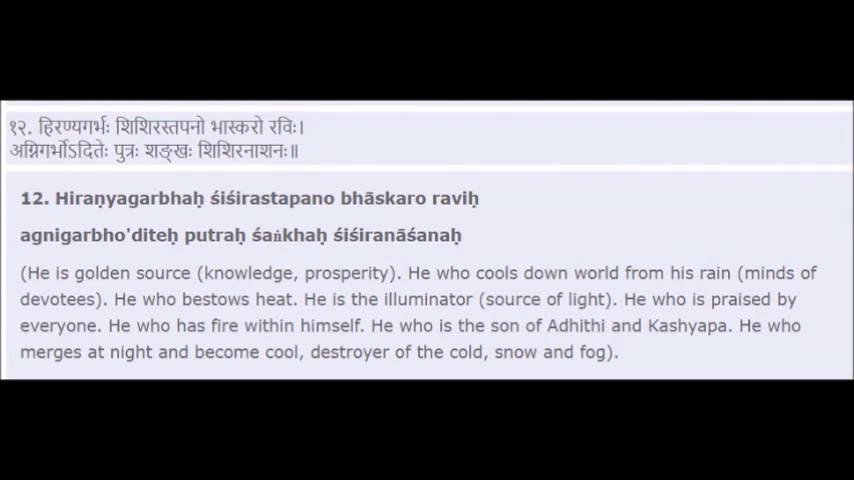 १२. हिरण्यगर्भः शिशिरस्तपनो भास्करो रविः।
अग्निगर्भोऽदितेः पुत्रः शङ्खः शिशिरनाशनः॥
12. Hiraṇyagarbhaḥ śiśirastapano bhāskaro raviḥ
agnigarbho'diteḥ putraḥ śaṅkhaḥ śiśiranāśanaḥ
(He is golden source (knowledge, prosperity). He who cools down world from his rain (minds of
devotees). He who bestows heat. He is the illuminator (source of light). He who is praised by
everyone. He who has fire within himself. He who is the son of Adhithi and Kashyapa. He who
merges at night and become cool, destroyer of the cold, snow and fog).